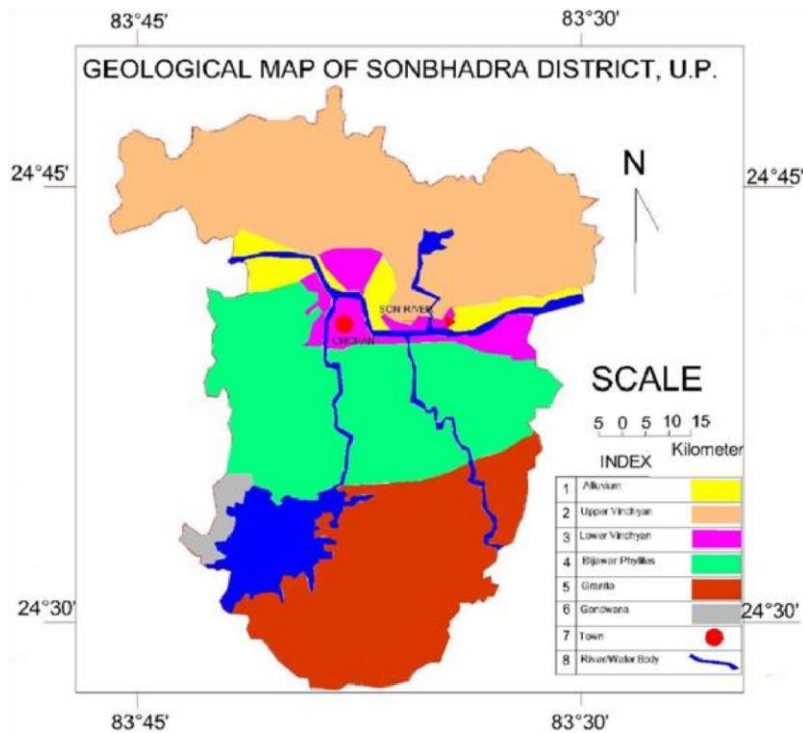 83°45' 83°30'
GEOLOGICAL MAP OF SONBHADRA DISTRICT, U.P.
24°45' 24°45'
N
SON RIVER
CHOPAN
SCALE
5 0 5 10 15
Kilometer
INDEX
1 Alluvium
2 Upper Vindhyan
3 Lower Vindhyan
4 Bijawar Phyllites
5 Granite
6 Gondwana
7 Town
8 River/Water Body
24°30' 24°30'
83°45' 83°30'